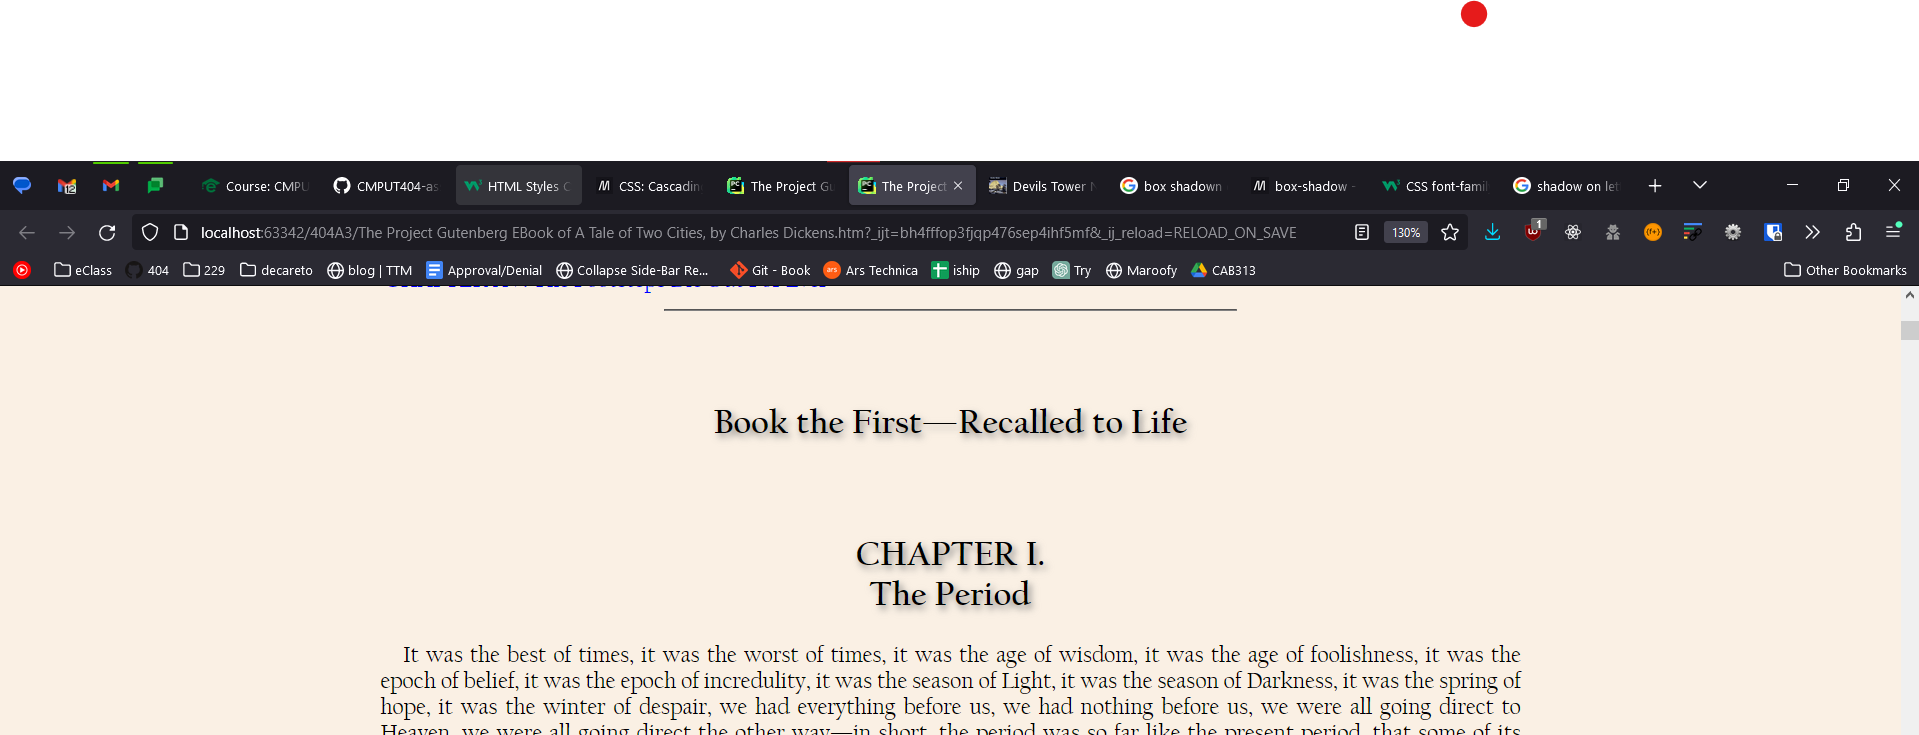 12
Course: CMPU
CMPUT404-as
HTML Styles C
CSS: Cascadin
The Project Gu
The Project
Devils Tower N
box shadown
box-shadow -
CSS font-famil
shadow on let
localhost:63342/404A3/The Project Gutenberg EBook of A Tale of Two Cities, by Charles Dickens.htm?_ijt=bh4fffop3fjqp476sep4ihf5mf&_ij_reload=RELOAD_ON_SAVE
130%
1
eClass
404
229
decareto
blog | TTM
Approval/Denial
Collapse Side-Bar Re...
Git - Book
Ars Technica
iship
gap
Try
Maroofy
CAB313
Other Bookmarks
Book the First—Recalled to Life
CHAPTER I.
The Period
It was the best of times, it was the worst of times, it was the age of wisdom, it was the age of foolishness, it was the
epoch of belief, it was the epoch of incredulity, it was the season of Light, it was the season of Darkness, it was the spring of
hope, it was the winter of despair, we had everything before us, we had nothing before us, we were all going direct to
Heaven, we were all going direct the other way—in short, the period was so far like the present period, that some of its